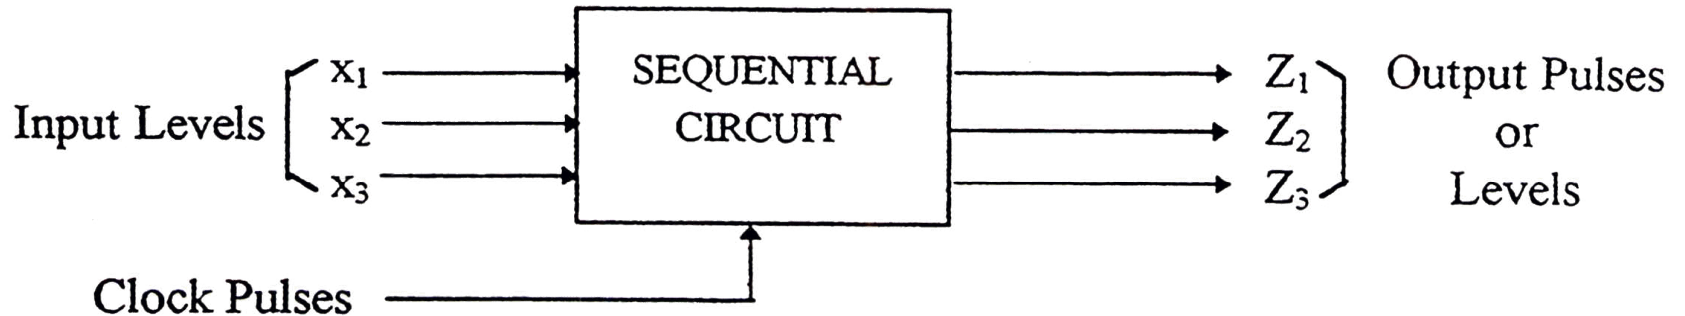 Input Levels
x₁
x₂
x₃
SEQUENTIAL
CIRCUIT
Z₁
Z₂
Z₃
Output Pulses
or
Levels
Clock Pulses